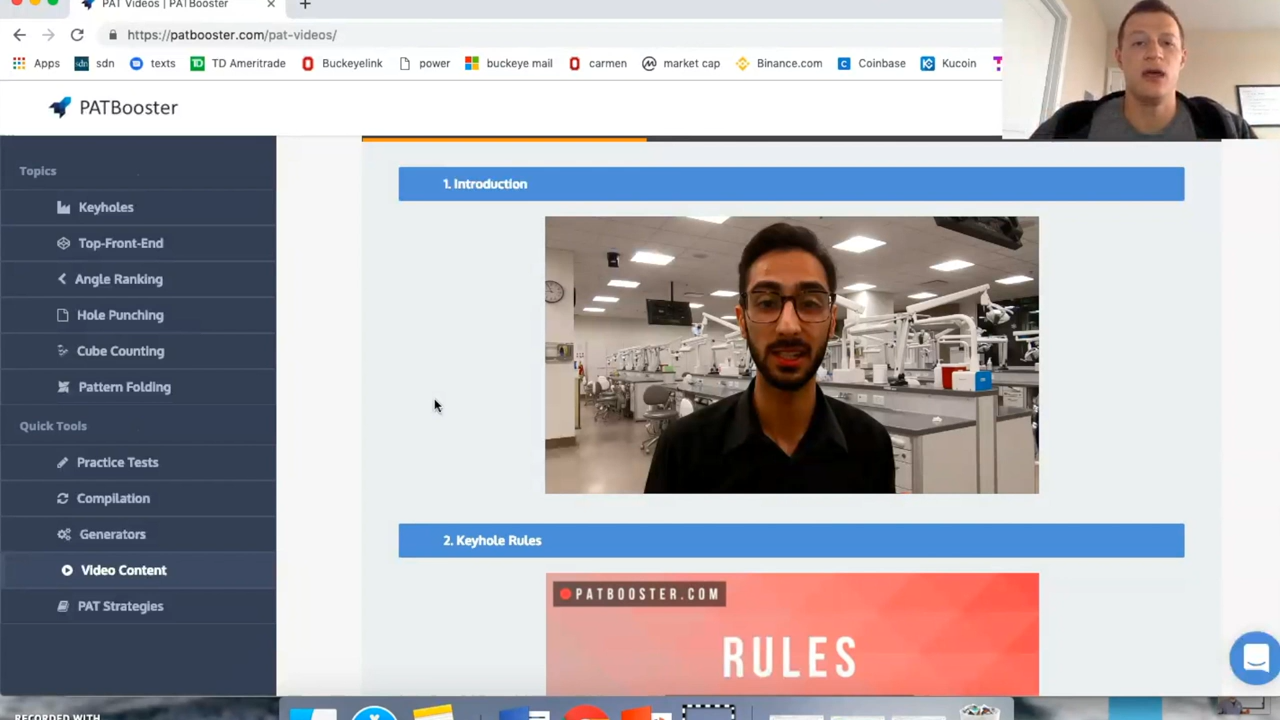 PAT Videos | PATBooster
https://patbooster.com/pat-videos/
Apps sdn texts TD Ameritrade Buckeyelink power buckeye mail carmen market cap Binance.com Coinbase Kucoin
PATBooster
Topics
Keyholes
Top-Front-End
Angle Ranking
Hole Punching
Cube Counting
Pattern Folding
Quick Tools
Practice Tests
Compilation
Generators
Video Content
PAT Strategies
1. Introduction
2. Keyhole Rules
PATBOOSTER.COM
RULES
RECORDED WITH